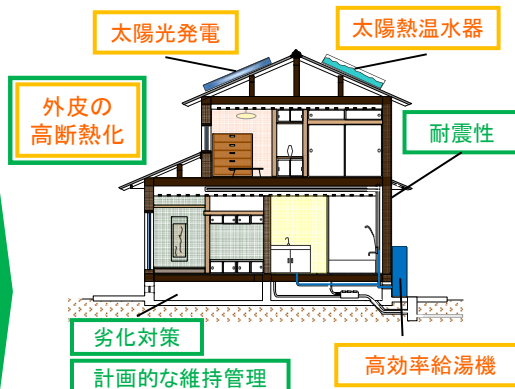 太陽光発電
太陽熱温水器
外皮の
高断熱化
耐震性
劣化対策
計画的な維持管理
高効率給湯機